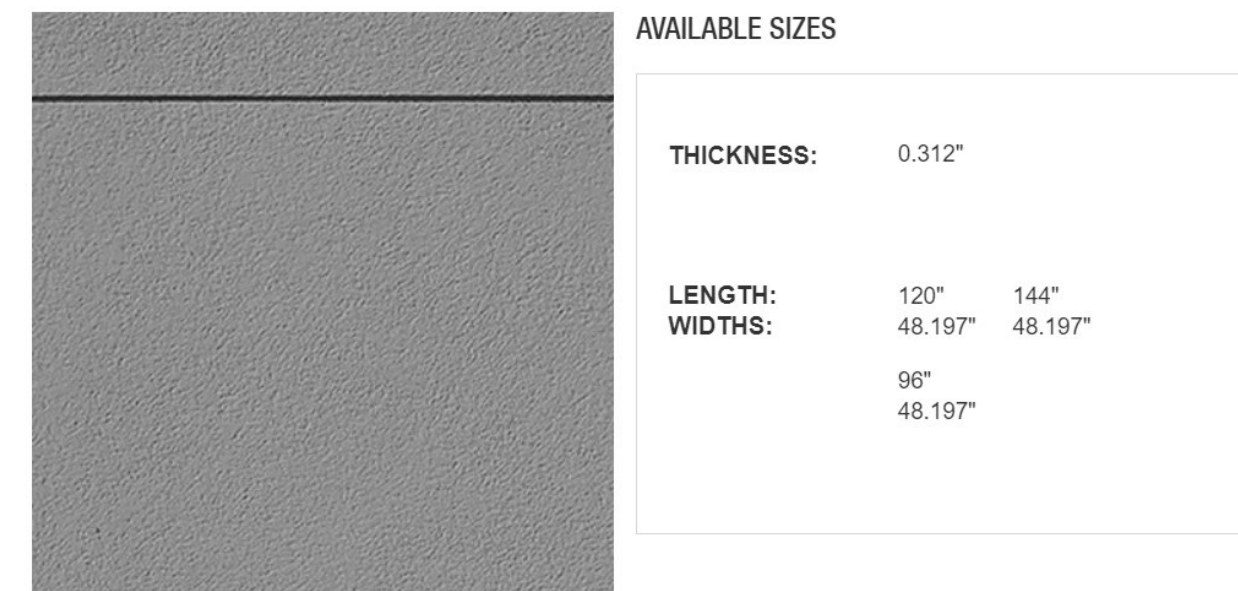 AVAILABLE SIZES
THICKNESS: 0.312"
LENGTH: 120" 144"
WIDTHS: 48.197" 48.197"
96"
48.197"